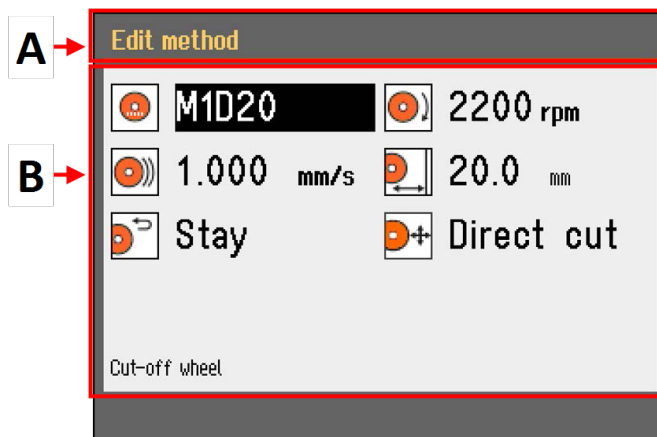 A
Edit method
M1D20
2200 rpm
B
1.000 mm/s
20.0 mm
Stay
Direct cut
Cut-off wheel